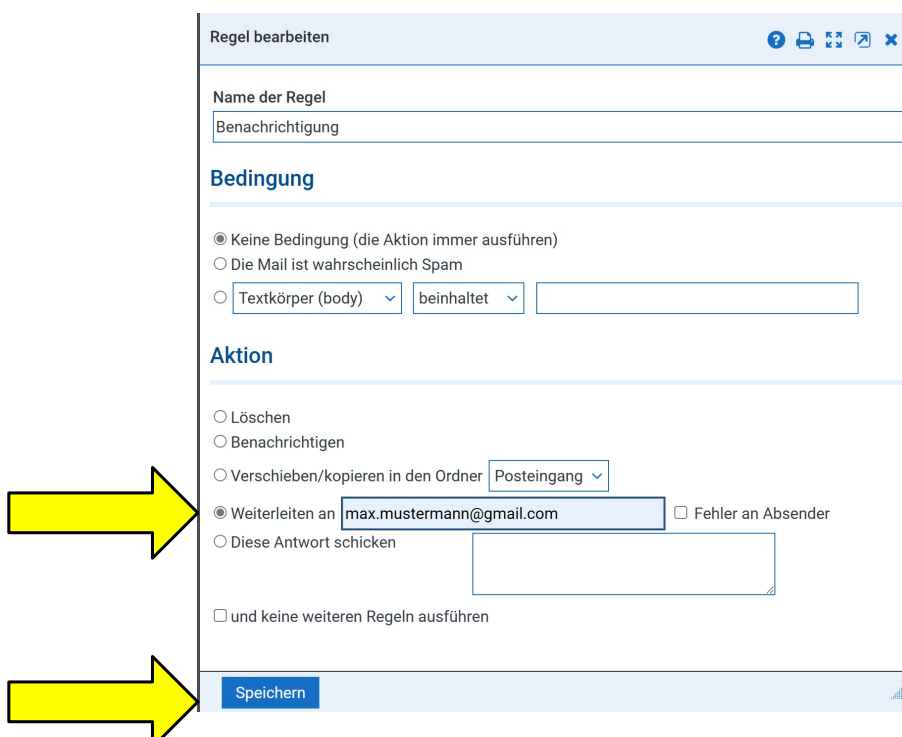 Regel bearbeiten
Name der Regel
Benachrichtigung
Bedingung
Keine Bedingung (die Aktion immer ausführen)
Die Mail ist wahrscheinlich Spam
Textkörper (body) beinhaltet
Aktion
Löschen
Benachrichtigen
Verschieben/kopieren in den Ordner Posteingang
Weiterleiten an max.mustermann@gmail.com Fehler an Absender
Diese Antwort schicken
und keine weiteren Regeln ausführen
Speichern